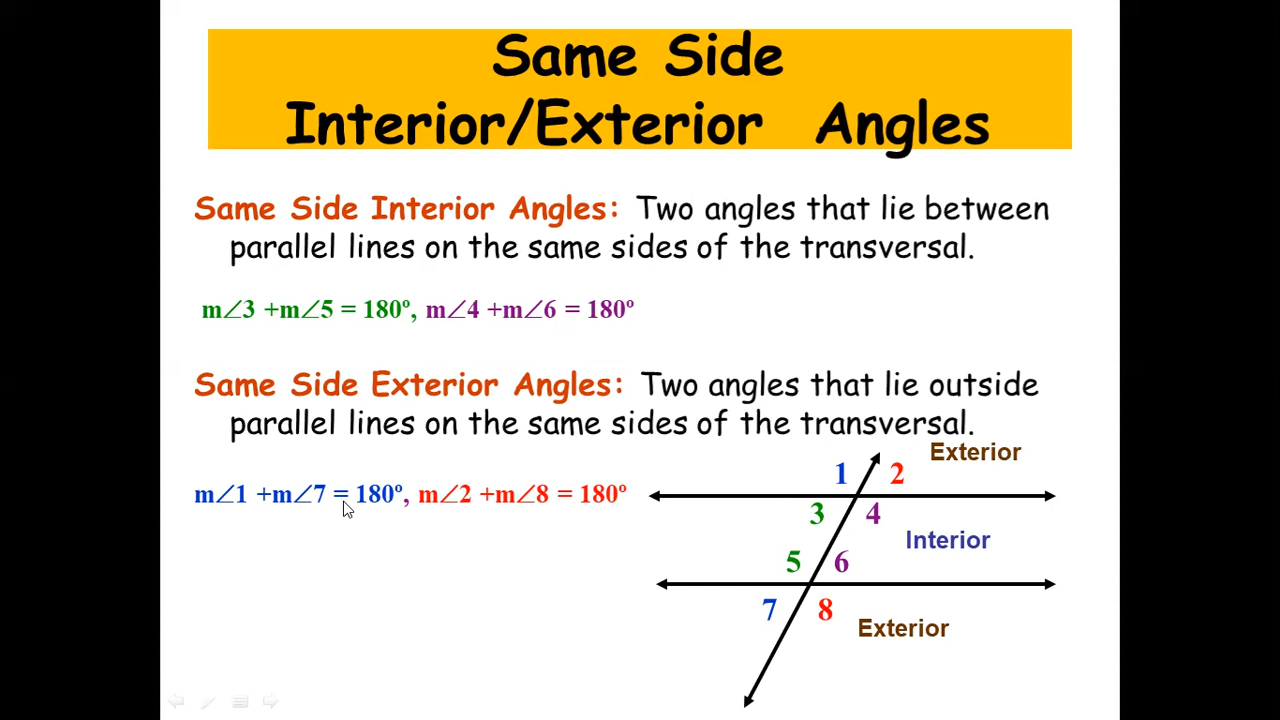 Same Side
Interior/Exterior Angles
Same Side Interior Angles: Two angles that lie between
parallel lines on the same sides of the transversal.
m∠3 +m∠5 = 180º, m∠4 +m∠6 = 180º
Same Side Exterior Angles: Two angles that lie outside
parallel lines on the same sides of the transversal.
m∠1 +m∠7 = 180º, m∠2 +m∠8 = 180º
Exterior
1 2
3 4
Interior
5 6
7 8
Exterior